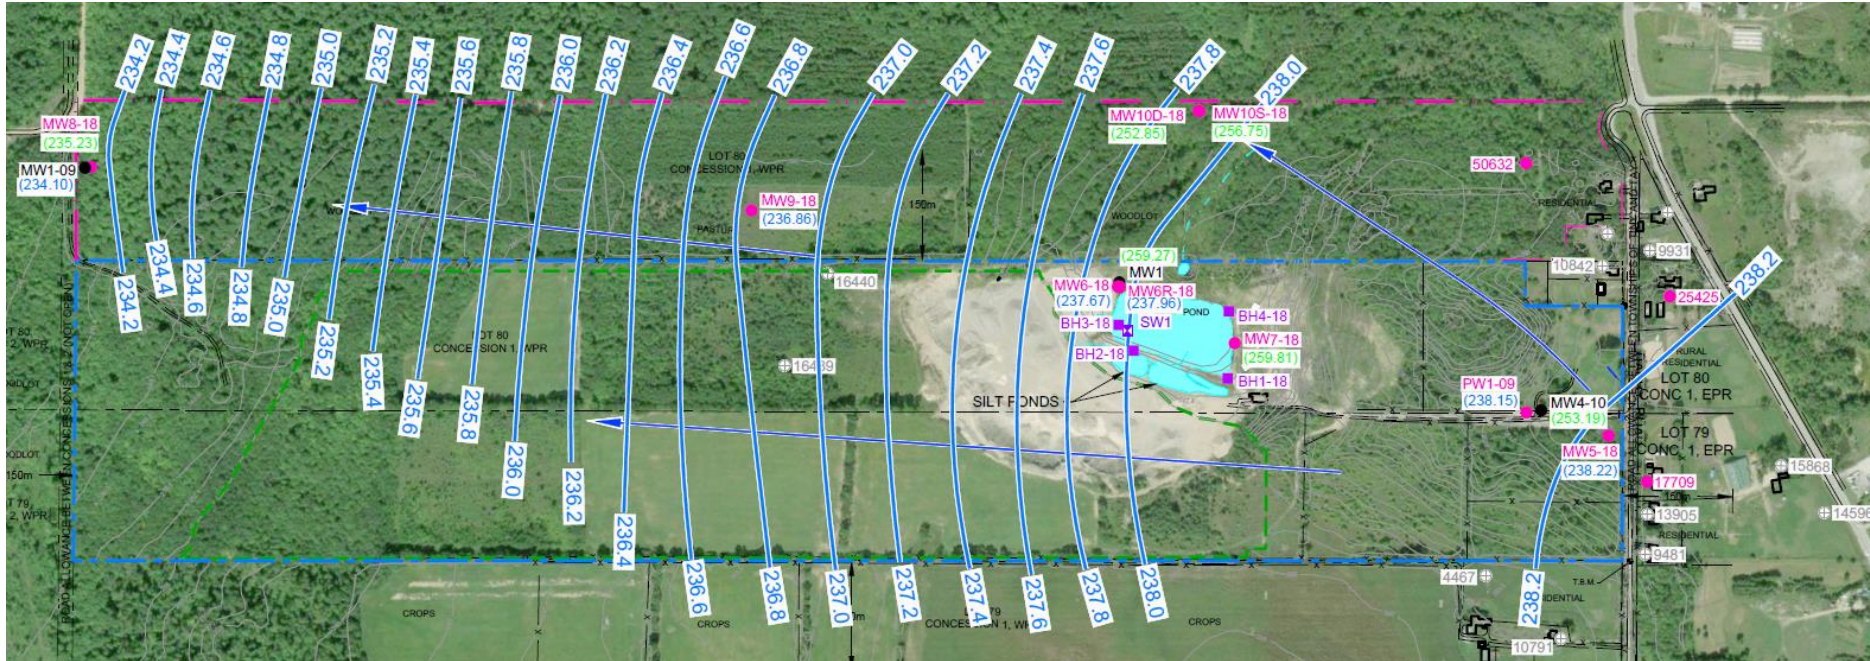 234.2
234.4
234.6
234.8
235.0
235.2
235.4
235.6
235.8
236.0
236.2
236.4
236.6
236.8
237.0
237.2
237.4
237.6
237.8
238.0
MW8-18
(235.23)
MW1-09
(234.10)
LOT 80
CONCESSION 1, WPR
150m
MW9-18
(236.86)
MW10D-18
(252.85)
MW10S-18
(256.75)
WOODLOT
50632
RESIDENTIAL
9931
10842
25425
238.2
16440
(259.27)
MW1
MW6-18
(237.67)
MW6R-18
(237.96)
POND
BH3-18
SW1
BH4-18
BH2-18
MW7-18
(259.81)
BH1-18
SILT PONDS
LOT 80
CONCESSION 1, WPR
RURAL
RESIDENTIAL
LOT 80
CONC 1, EPR
LOT 79
CONC 1, EPR
PW1-09
(238.15)
MW4-10
(253.19)
MW5-18
(238.22)
15868
17709
150m
13905
14596
RESIDENTIAL
9481
4467
T.B.M.
10791
ROAD ALLOWANCE BETWEEN CONCESSIONS 1 & 2 (NOT OPEN)
WOODLOT
150m
234.2
234.4
234.6
234.8
235.0
235.2
235.4
235.6
235.8
236.0
236.2
236.4
236.6
236.8
237.0
237.2
237.4
237.6
237.8
238.0
238.2
CROPS
CROPS
CROPS